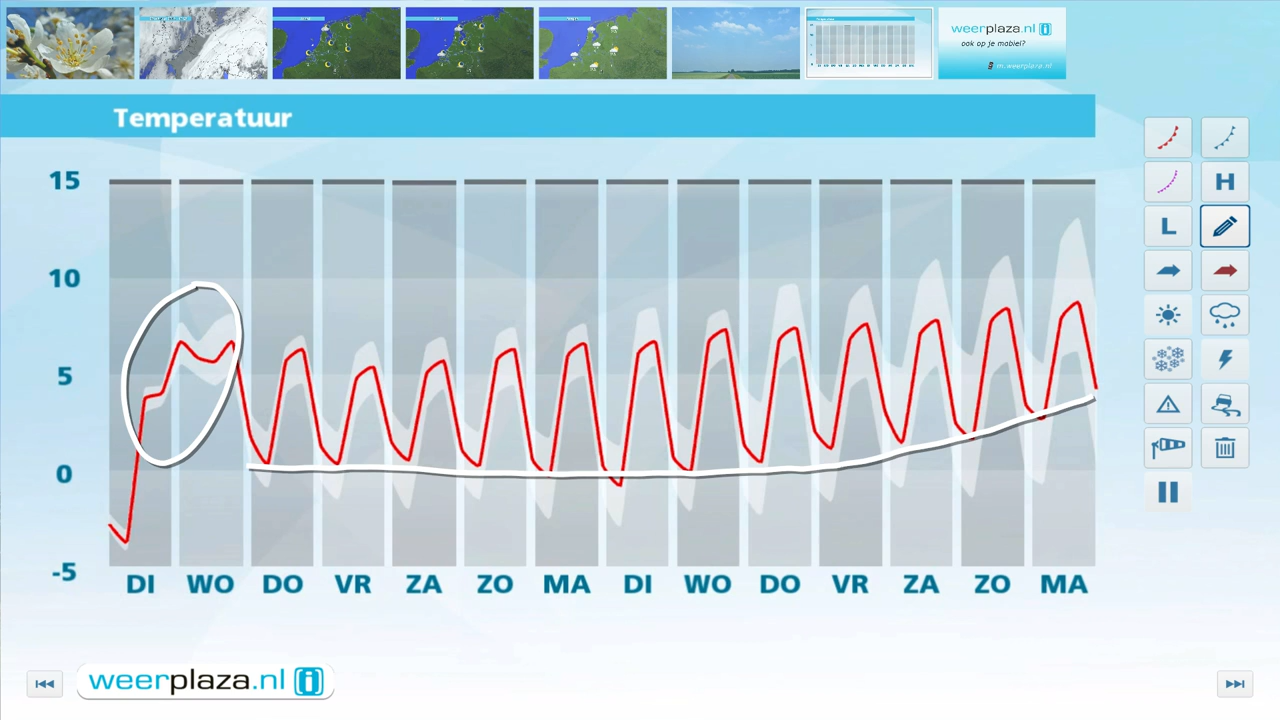 weerplaza.nl i
ook op je mobiel?
m.weerplaza.nl
Temperatuur
15
10
5
0
-5
DI WO DO VR ZA ZO MA DI WO DO VR ZA ZO MA
H
L
weerplaza.nl i